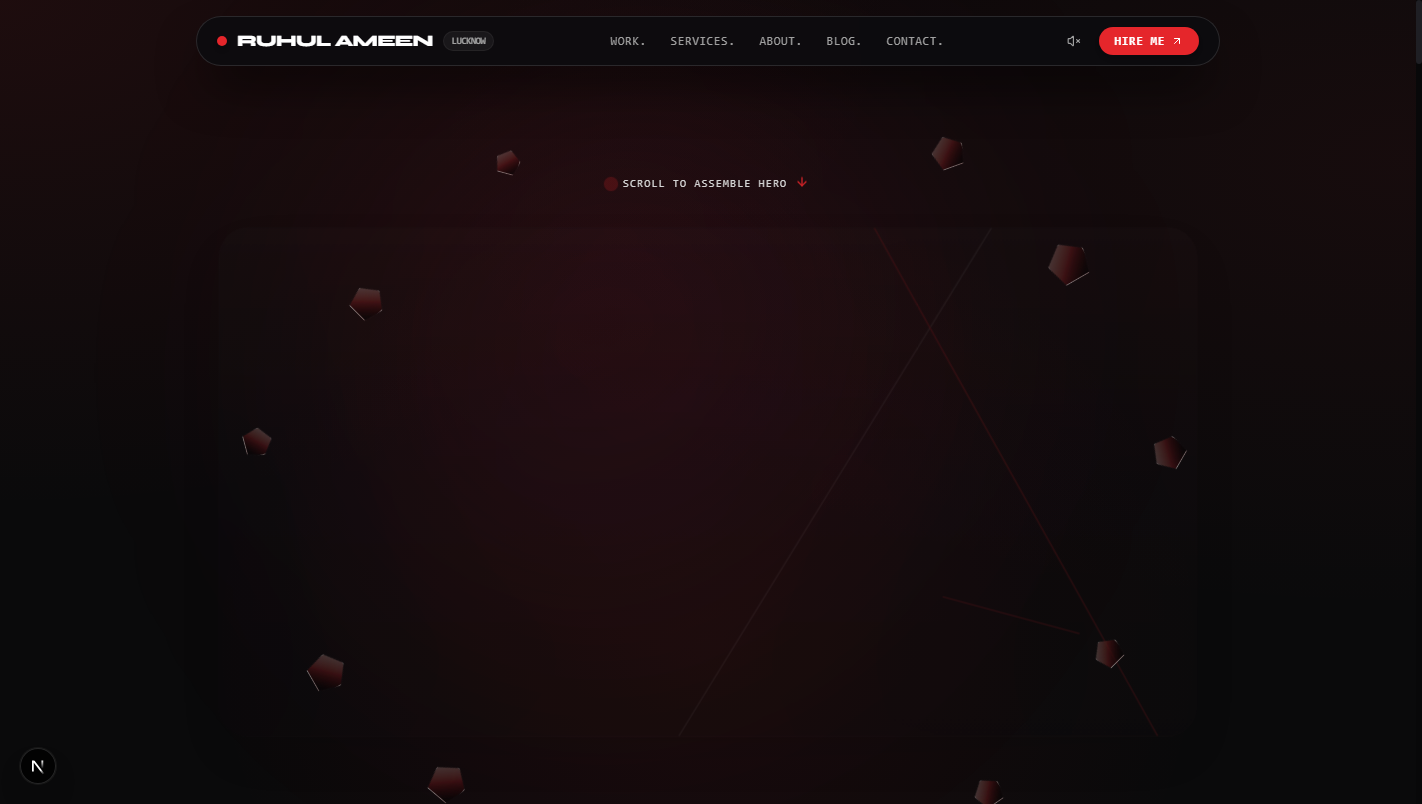 RUHUL AMEEN
LUCKNOW
WORK.
SERVICES.
ABOUT.
BLOG.
CONTACT.
HIRE ME
SCROLL TO ASSEMBLE HERO
N